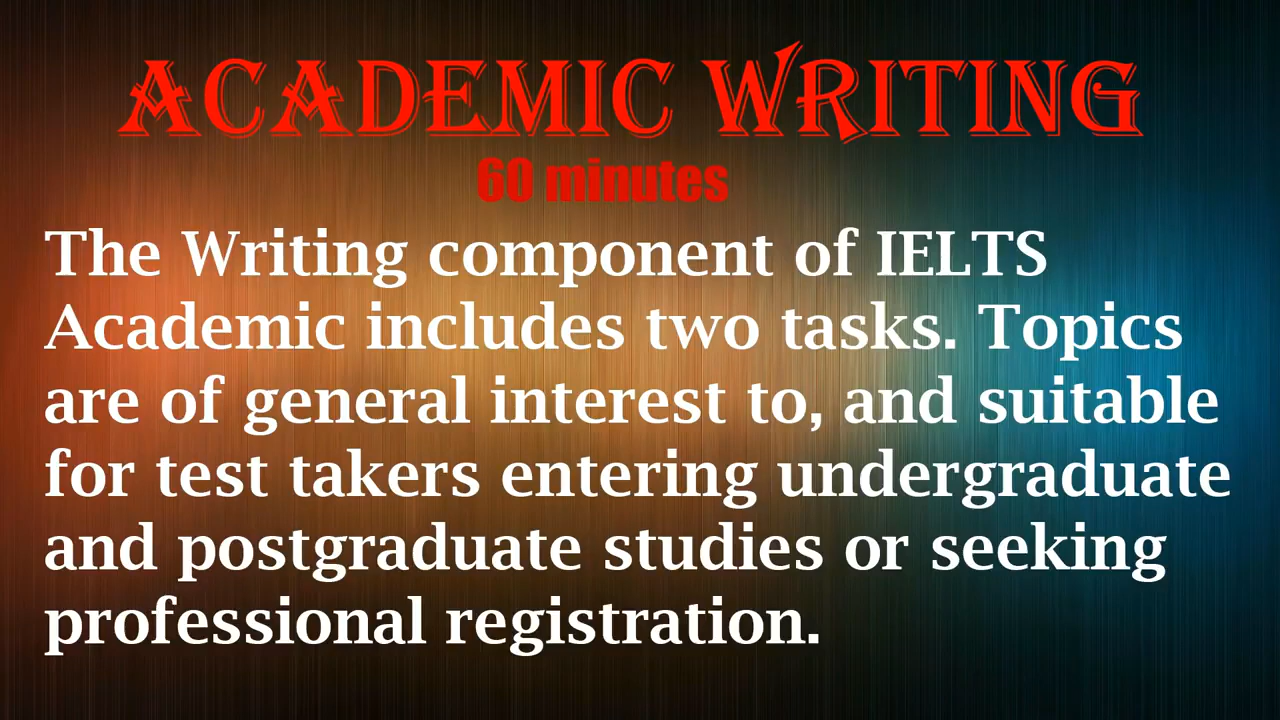 ACADEMIC WRITING
60 minutes
The Writing component of IELTS
Academic includes two tasks. Topics
are of general interest to, and suitable
for test takers entering undergraduate
and postgraduate studies or seeking
professional registration.